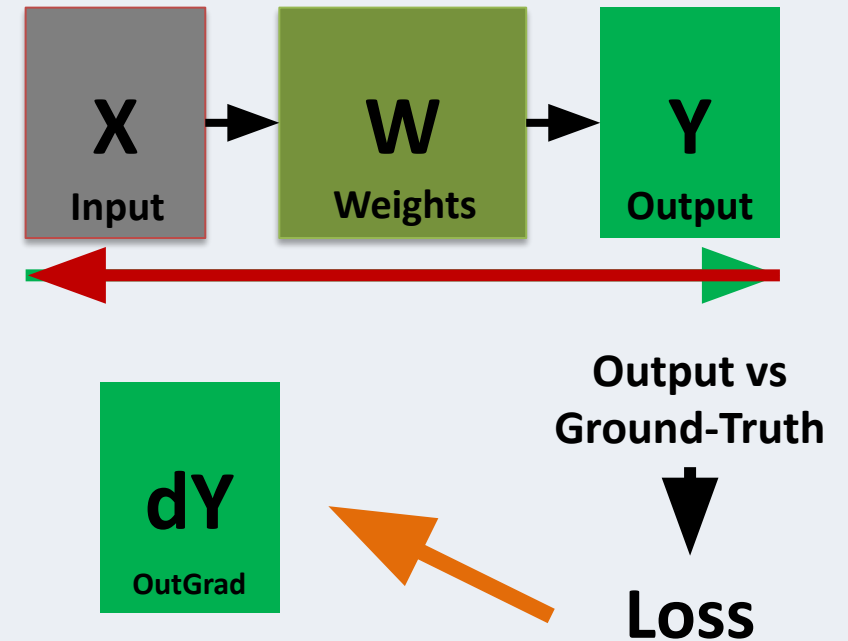 X
Input
W
Weights
Y
Output
Output vs
Ground-Truth
dY
OutGrad
Loss